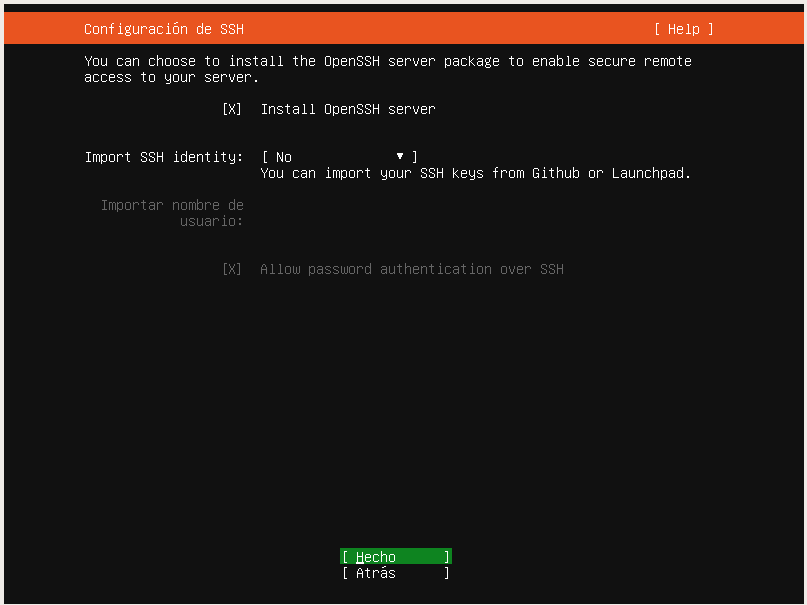 Configuración de SSH [ Help ]
You can choose to install the OpenSSH server package to enable secure remote
access to your server.
[X] Install OpenSSH server
Import SSH identity: [ No ▼ ]
You can import your SSH keys from Github or Launchpad.
Importar nombre de
usuario:
[X] Allow password authentication over SSH
[ Hecho ]
[ Atrás ]